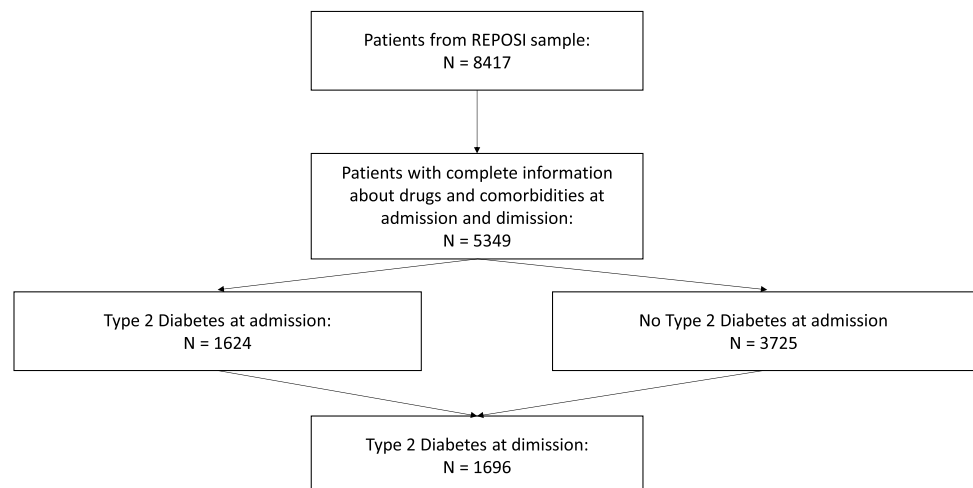 Patients from REPOSI sample:
N = 8417
Patients with complete information
about drugs and comorbidities at
admission and dimission:
N = 5349
Type 2 Diabetes at admission:
N = 1624
No Type 2 Diabetes at admission
N = 3725
Type 2 Diabetes at dimission:
N = 1696